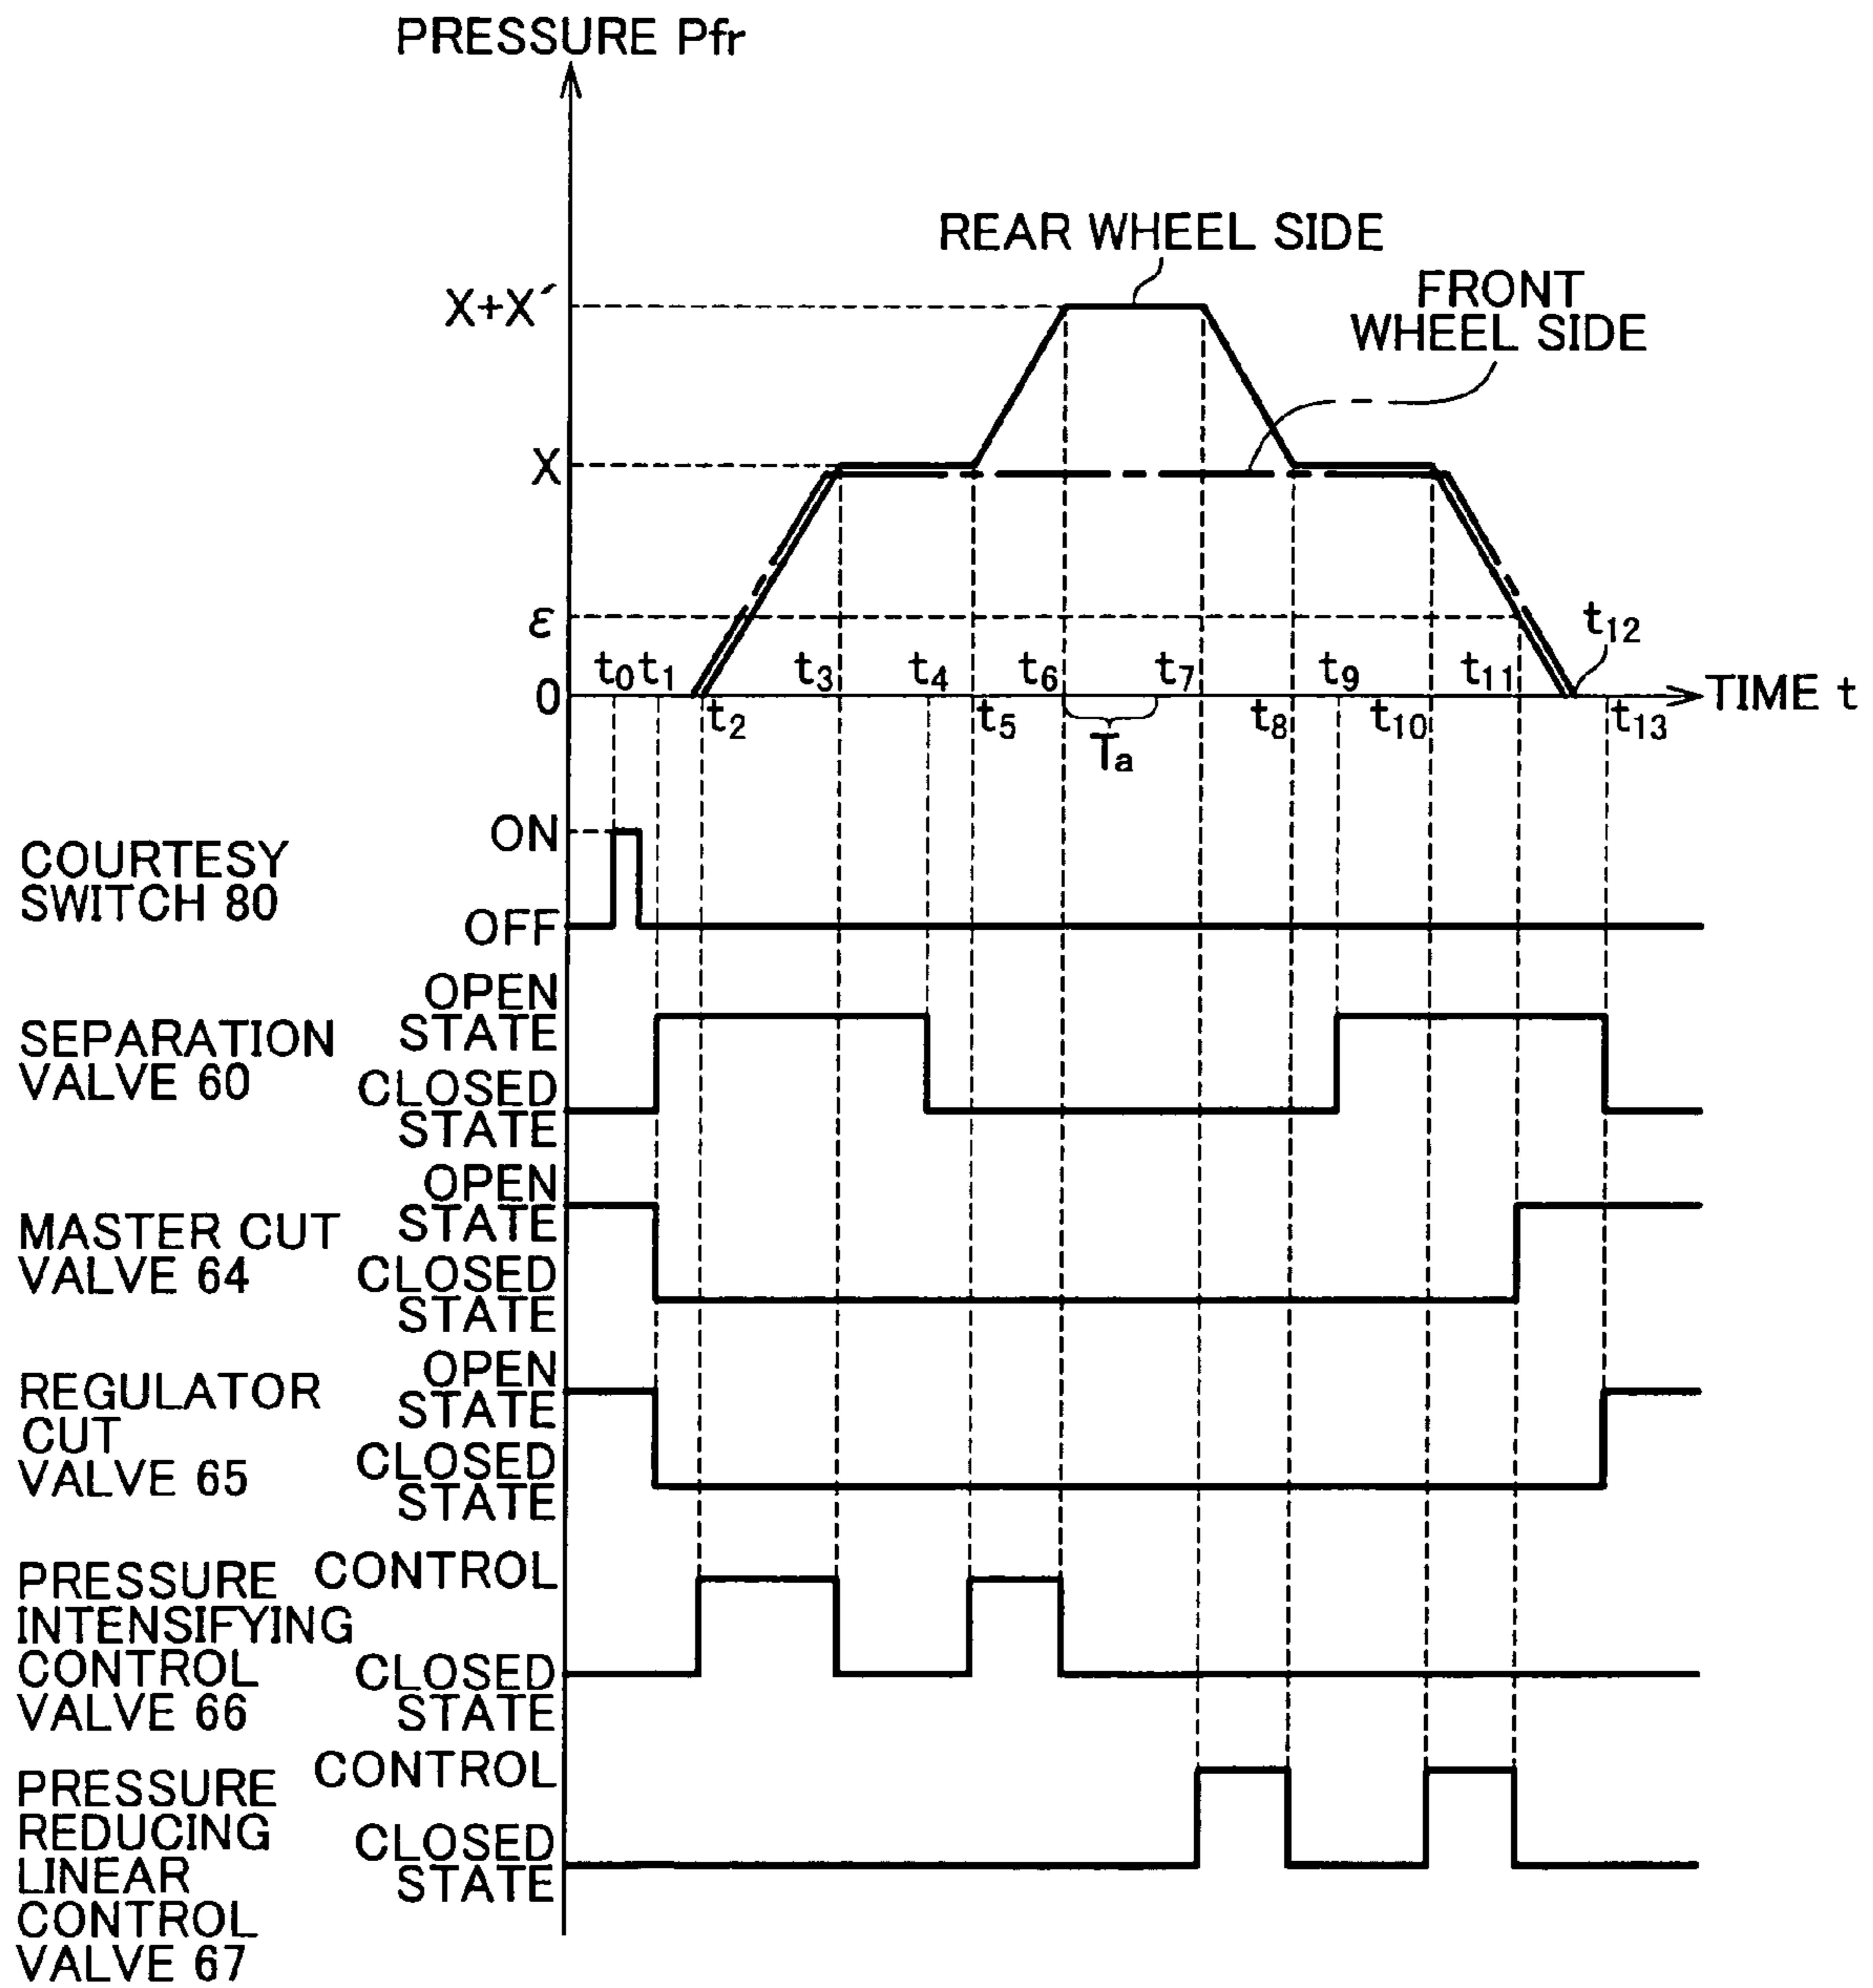 PRESSURE Pfr
REAR WHEEL SIDE
FRONT
WHEEL SIDE
X+X´
X
ε
0
t0
t1
t2
t3
t4
t5
t6
t7
t8
t9
t10
t11
t12
t13
Ta
TIME t
COURTESY
SWITCH 80
ON
OFF
SEPARATION
VALVE 60
OPEN
STATE
CLOSED
STATE
MASTER CUT
VALVE 64
OPEN
STATE
CLOSED
STATE
REGULATOR
CUT
VALVE 65
OPEN
STATE
CLOSED
STATE
PRESSURE
INTENSIFYING
CONTROL
VALVE 66
CONTROL
CLOSED
STATE
PRESSURE
REDUCING
LINEAR
CONTROL
VALVE 67
CONTROL
CLOSED
STATE